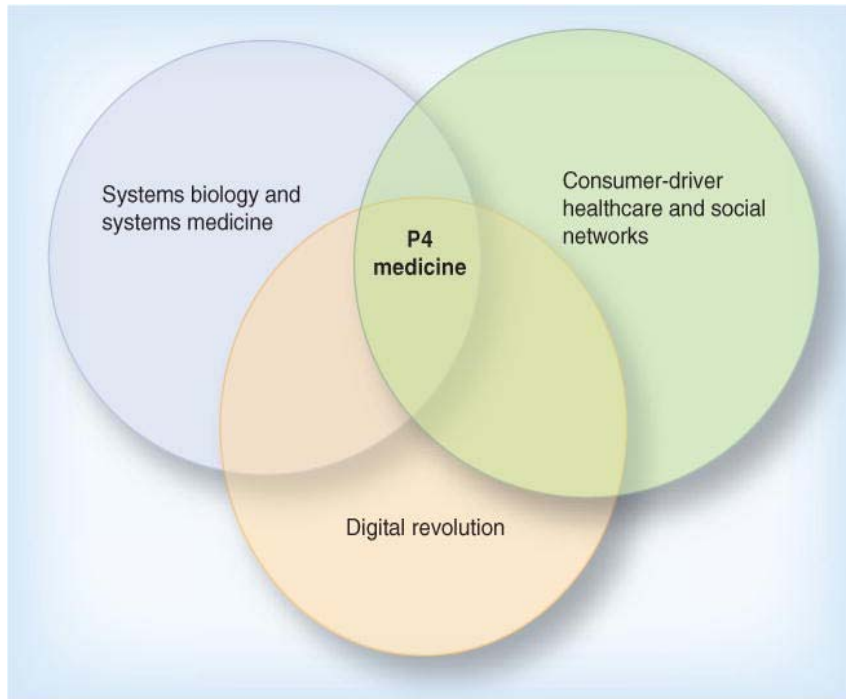 Systems biology and
systems medicine
Consumer-driver
healthcare and social
networks
P4
medicine
Digital revolution